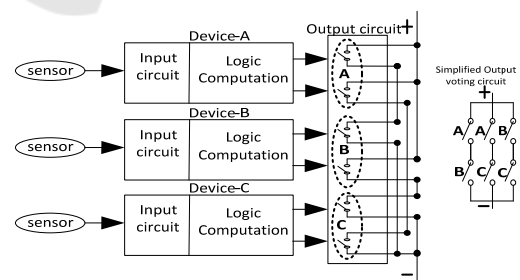 Device-A
Output circuit
+
sensor
Input
circuit
Logic
Computation
A
Device-B
sensor
Input
circuit
Logic
Computation
B
Device-C
sensor
Input
circuit
Logic
Computation
C
−
Simplified Output
voting circuit
+
A A B
B C C
−